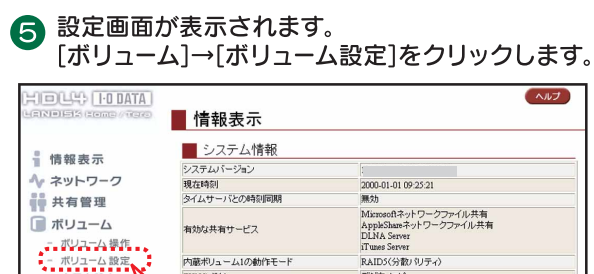 5 設定画面が表示されます。
[ボリューム]→[ボリューム設定]をクリックします。
HDL4 I-O DATA
LANDISK Home / Tera
ヘルプ
情報表示
システム情報
情報表示
ネットワーク
共有管理
ボリューム
- ボリューム操作
- ボリューム設定
システムバージョン
現在時刻 2000-01-01 09:25:21
タイムサーバとの時刻同期 無効
有効な共有サービス
Microsoftネットワークファイル共有
AppleShareネットワークファイル共有
DLNA Server
iTunes Server
内蔵ボリューム1の動作モード RAID5(分散パリティ)